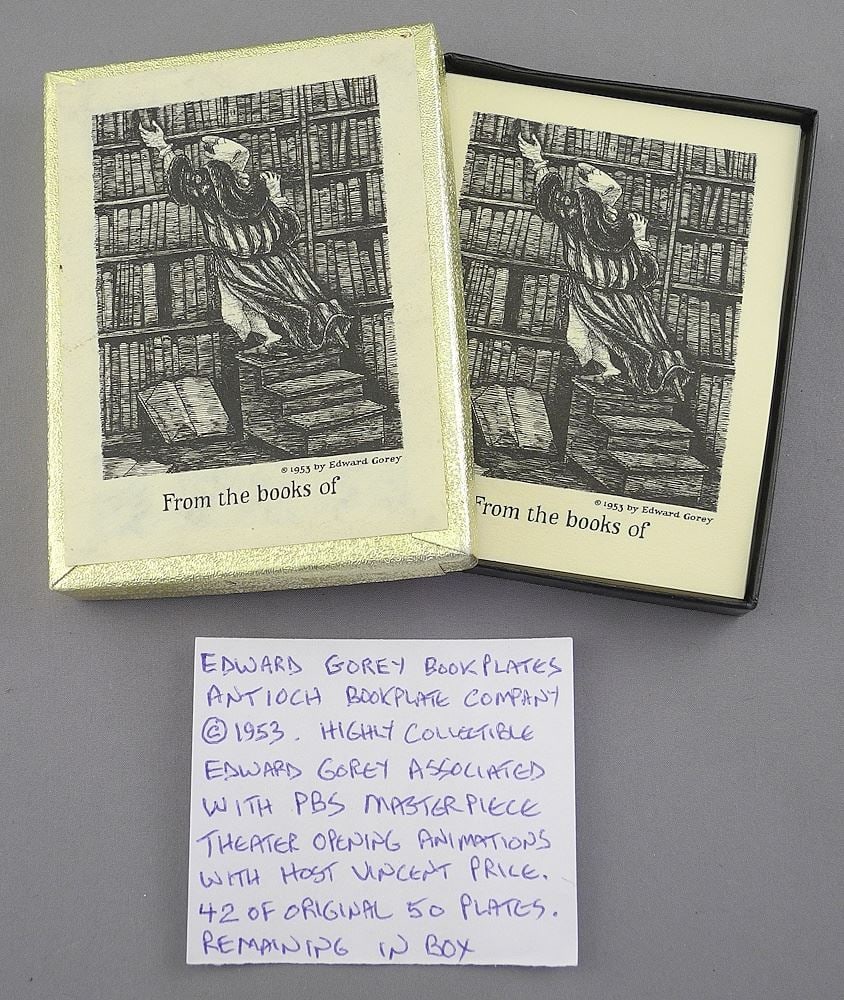 © 1953 by Edward Gorey
From the books of
© 1953 by Edward Gorey
From the books of
EDWARD GOREY BOOKPLATES
ANTIOCH BOOKPLATE COMPANY
© 1953. HIGHLY COLLECTIBLE
EDWARD GOREY ASSOCIATED
WITH PBS MASTERPIECE
THEATER OPENING ANIMATIONS
WITH HOST VINCENT PRICE.
42 OF ORIGINAL 50 PLATES.
REMAINING IN BOX